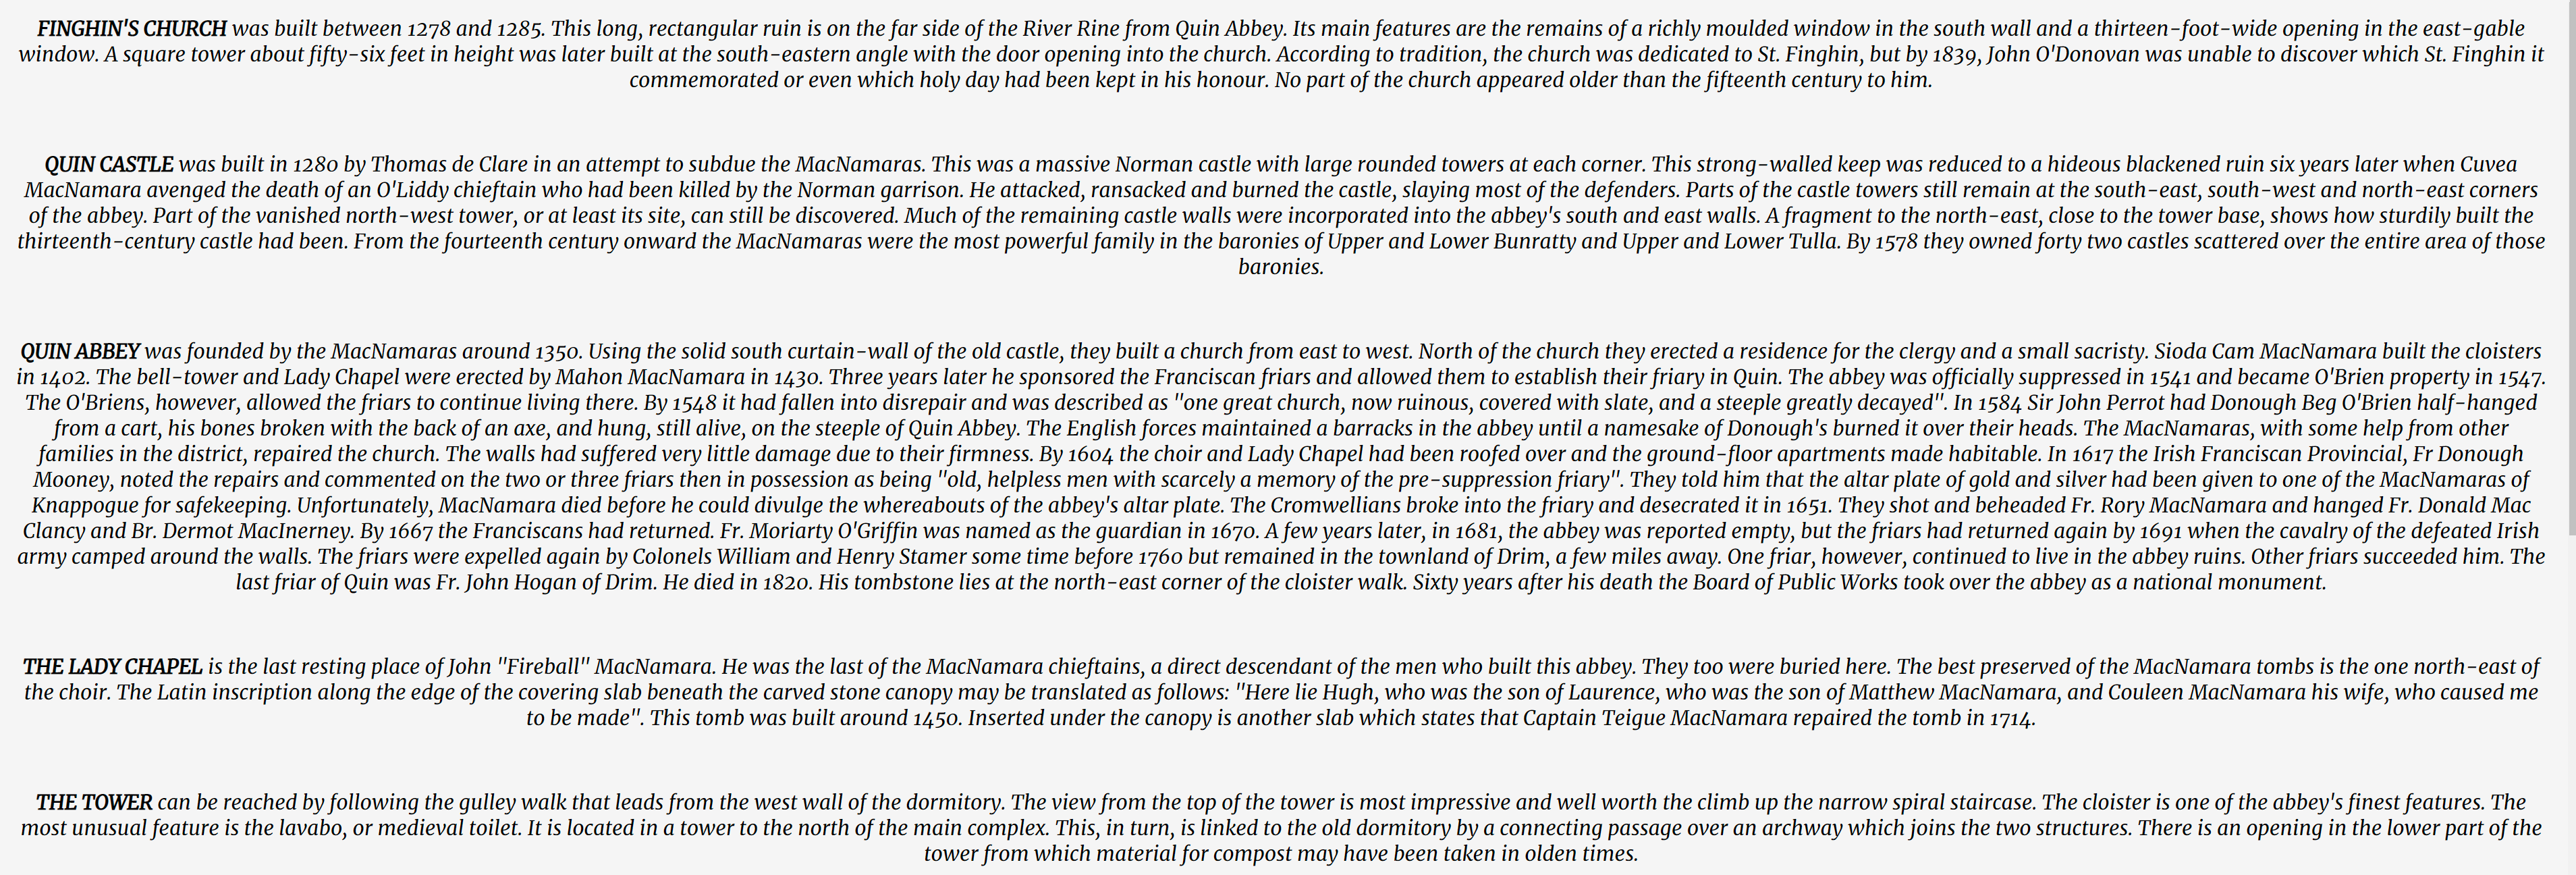 FINGHIN'S CHURCH was built between 1278 and 1285. This long, rectangular ruin is on the far side of the River Rine from Quin Abbey. Its main features are the remains of a richly moulded window in the south wall and a thirteen-foot-wide opening in the east-gable
window. A square tower about fifty-six feet in height was later built at the south-eastern angle with the door opening into the church. According to tradition, the church was dedicated to St. Finghin, but by 1839, John O'Donovan was unable to discover which St. Finghin it
commemorated or even which holy day had been kept in his honour. No part of the church appeared older than the fifteenth century to him.
QUIN CASTLE was built in 1280 by Thomas de Clare in an attempt to subdue the MacNamaras. This was a massive Norman castle with large rounded towers at each corner. This strong-walled keep was reduced to a hideous blackened ruin six years later when Cuvea
MacNamara avenged the death of an O'Liddy chieftain who had been killed by the Norman garrison. He attacked, ransacked and burned the castle, slaying most of the defenders. Parts of the castle towers still remain at the south-east, south-west and north-east corners
of the abbey. Part of the vanished north-west tower, or at least its site, can still be discovered. Much of the remaining castle walls were incorporated into the abbey's south and east walls. A fragment to the north-east, close to the tower base, shows how sturdily built the
thirteenth-century castle had been. From the fourteenth century onward the MacNamaras were the most powerful family in the baronies of Upper and Lower Bunratty and Upper and Lower Tulla. By 1578 they owned forty two castles scattered over the entire area of those
baronies.
QUIN ABBEY was founded by the MacNamaras around 1350. Using the solid south curtain-wall of the old castle, they built a church from east to west. North of the church they erected a residence for the clergy and a small sacristy. Sioda Cam MacNamara built the cloisters
in 1402. The bell-tower and Lady Chapel were erected by Mahon MacNamara in 1430. Three years later he sponsored the Franciscan friars and allowed them to establish their friary in Quin. The abbey was officially suppressed in 1541 and became O'Brien property in 1547.
The O'Briens, however, allowed the friars to continue living there. By 1548 it had fallen into disrepair and was described as "one great church, now ruinous, covered with slate, and a steeple greatly decayed". In 1584 Sir John Perrot had Donough Beg O'Brien half-hanged
from a cart, his bones broken with the back of an axe, and hung, still alive, on the steeple of Quin Abbey. The English forces maintained a barracks in the abbey until a namesake of Donough's burned it over their heads. The MacNamaras, with some help from other
families in the district, repaired the church. The walls had suffered very little damage due to their firmness. By 1604 the choir and Lady Chapel had been roofed over and the ground-floor apartments made habitable. In 1617 the Irish Franciscan Provincial, Fr Donough
Mooney, noted the repairs and commented on the two or three friars then in possession as being "old, helpless men with scarcely a memory of the pre-suppression friary". They told him that the altar plate of gold and silver had been given to one of the MacNamaras of
Knappogue for safekeeping. Unfortunately, MacNamara died before he could divulge the whereabouts of the abbey's altar plate. The Cromwellians broke into the friary and desecrated it in 1651. They shot and beheaded Fr. Rory MacNamara and hanged Fr. Donald Mac
Clancy and Br. Dermot MacInerney. By 1667 the Franciscans had returned. Fr. Moriarty O'Griffin was named as the guardian in 1670. A few years later, in 1681, the abbey was reported empty, but the friars had returned again by 1691 when the cavalry of the defeated Irish
army camped around the walls. The friars were expelled again by Colonels William and Henry Stamer some time before 1760 but remained in the townland of Drim, a few miles away. One friar, however, continued to live in the abbey ruins. Other friars succeeded him. The
last friar of Quin was Fr. John Hogan of Drim. He died in 1820. His tombstone lies at the north-east corner of the cloister walk. Sixty years after his death the Board of Public Works took over the abbey as a national monument.
THE LADY CHAPEL is the last resting place of John "Fireball" MacNamara. He was the last of the MacNamara chieftains, a direct descendant of the men who built this abbey. They too were buried here. The best preserved of the MacNamara tombs is the one north-east of
the choir. The Latin inscription along the edge of the covering slab beneath the carved stone canopy may be translated as follows: "Here lie Hugh, who was the son of Laurence, who was the son of Matthew MacNamara, and Couleen MacNamara his wife, who caused me
to be made". This tomb was built around 1450. Inserted under the canopy is another slab which states that Captain Teigue MacNamara repaired the tomb in 1714.
THE TOWER can be reached by following the gulley walk that leads from the west wall of the dormitory. The view from the top of the tower is most impressive and well worth the climb up the narrow spiral staircase. The cloister is one of the abbey's finest features. The
most unusual feature is the lavabo, or medieval toilet. It is located in a tower to the north of the main complex. This, in turn, is linked to the old dormitory by a connecting passage over an archway which joins the two structures. There is an opening in the lower part of the
tower from which material for compost may have been taken in olden times.